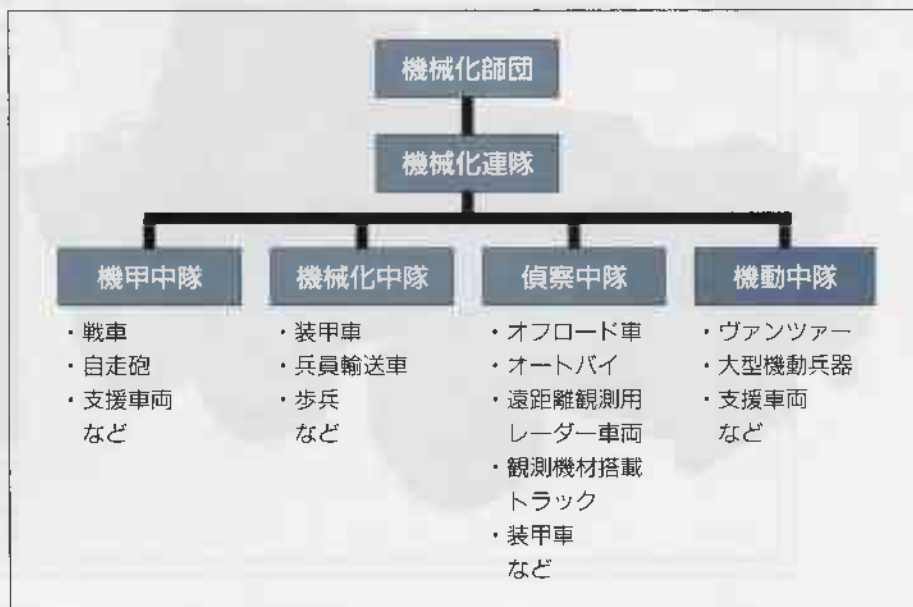 機械化師団
機械化連隊
機甲中隊
・戦車
・自走砲
・支援車両
など
機械化中隊
・装甲車
・兵員輸送車
・歩兵
など
偵察中隊
・オフロード車
・オートバイ
・遠距離観測用
レーダー車両
・観測機材搭載
トラック
・装甲車
など
機動中隊
・ヴァンツァー
・大型機動兵器
・支援車両
など